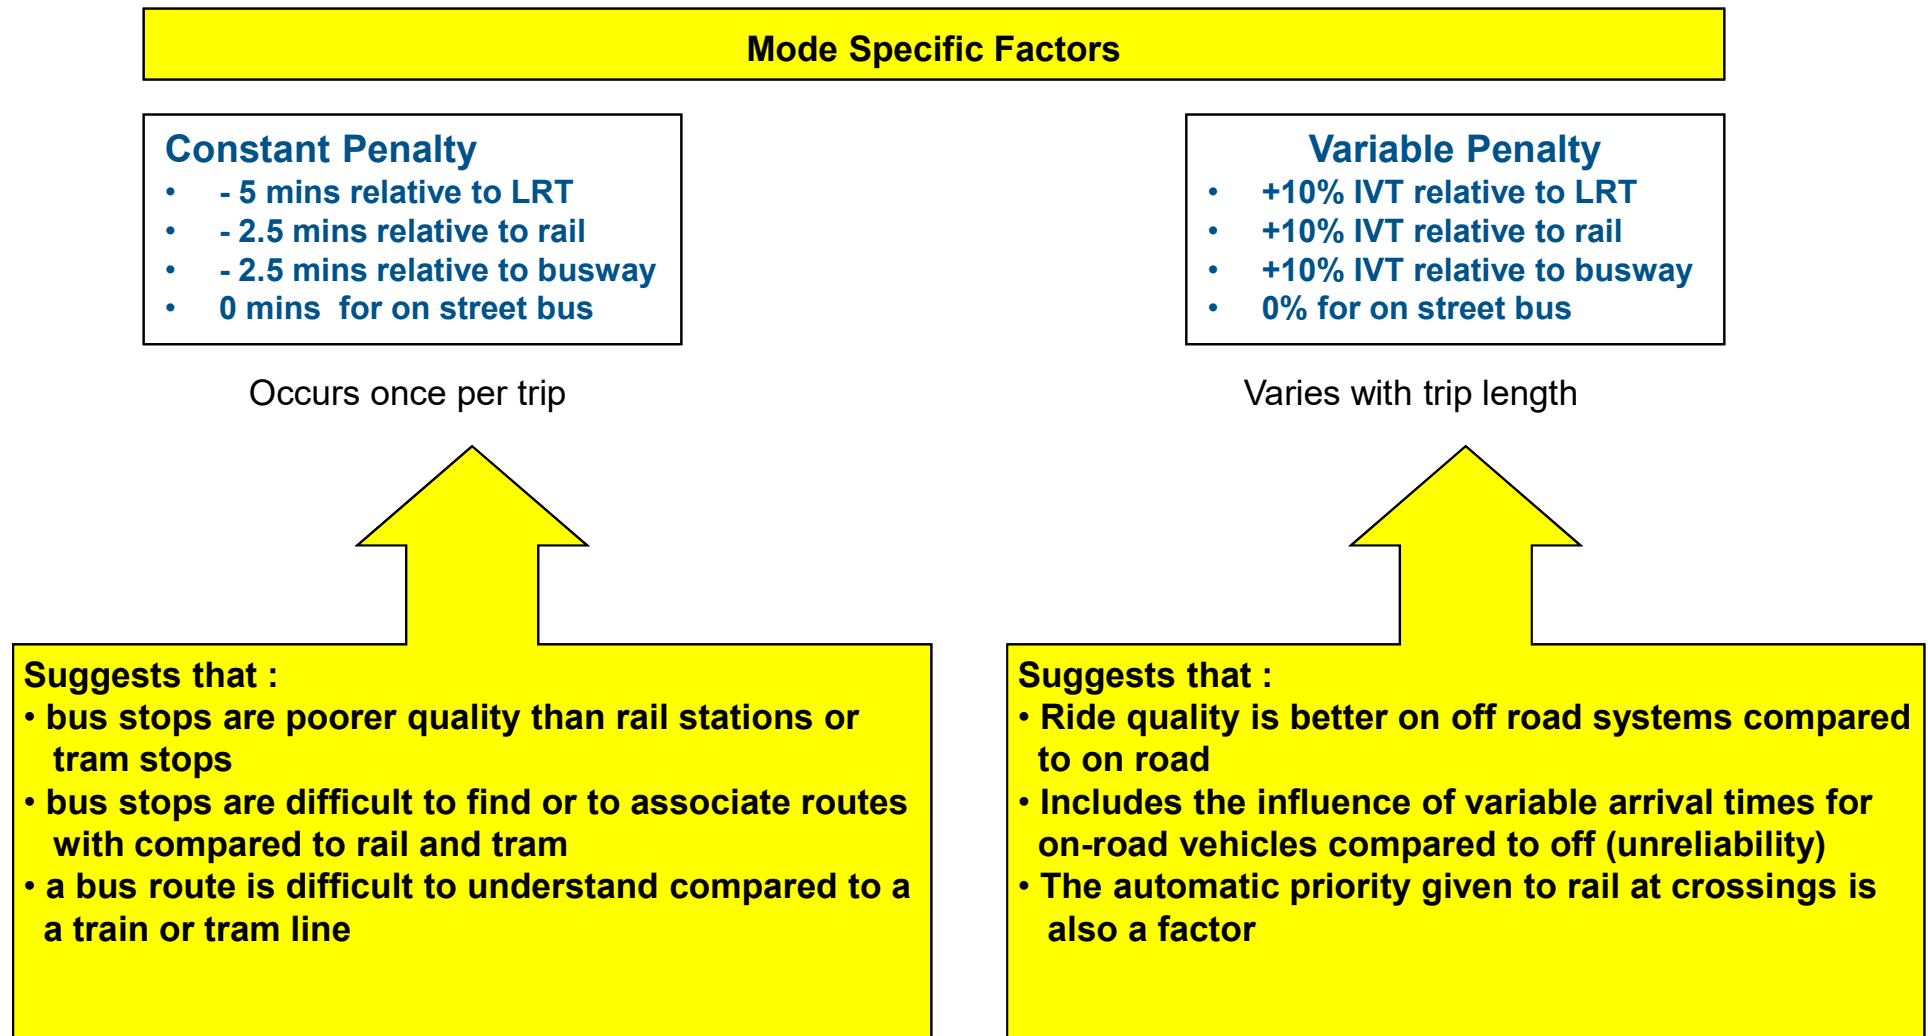 Mode Specific Factors
Constant Penalty
• - 5 mins relative to LRT
• - 2.5 mins relative to rail
• - 2.5 mins relative to busway
• 0 mins for on street bus
Occurs once per trip
Variable Penalty
• +10% IVT relative to LRT
• +10% IVT relative to rail
• +10% IVT relative to busway
• 0% for on street bus
Varies with trip length
Suggests that :
• bus stops are poorer quality than rail stations or
tram stops
• bus stops are difficult to find or to associate routes
with compared to rail and tram
• a bus route is difficult to understand compared to a
a train or tram line
Suggests that :
• Ride quality is better on off road systems compared
to on road
• Includes the influence of variable arrival times for
on-road vehicles compared to off (unreliability)
• The automatic priority given to rail at crossings is
also a factor